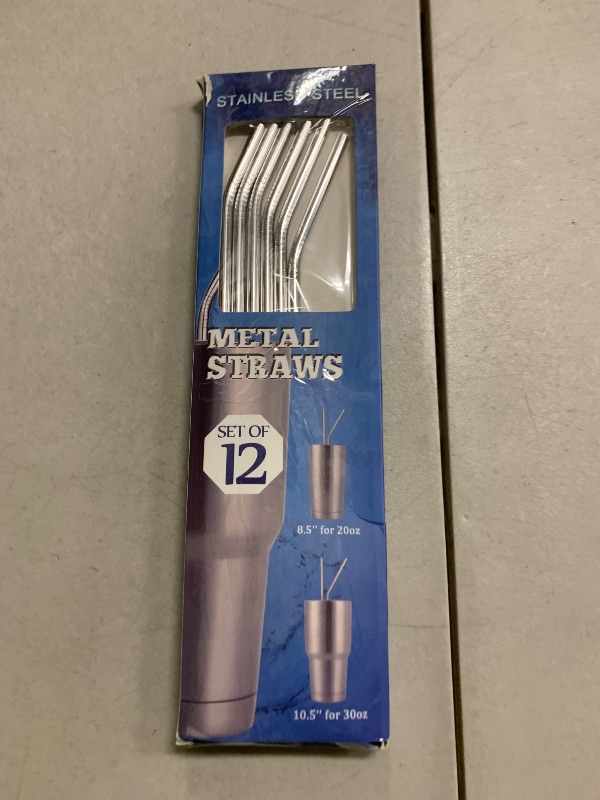 STAINLESS STEEL
METAL
STRAWS
SET OF
12
8.5" for 20oz
10.5" for 30oz